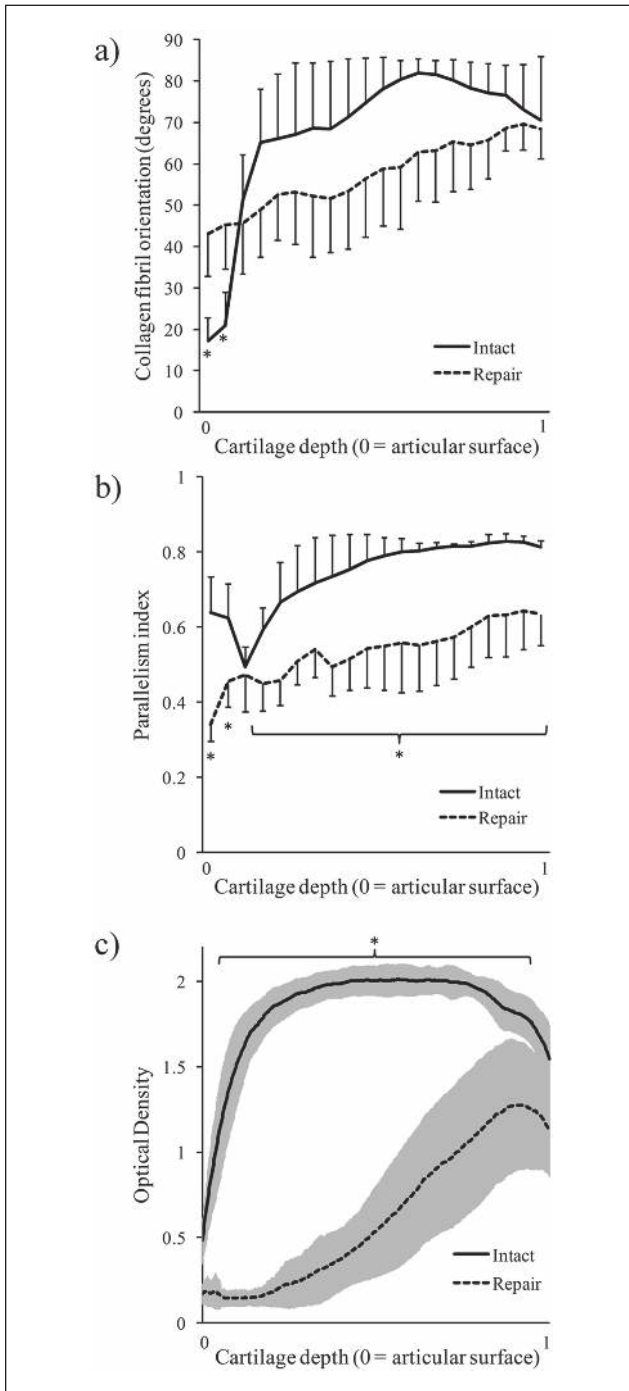 a)
Collagen fibril orientation (degrees)
90
80
70
60
50
40
30
20
10
0
* *
Intact
Repair
0 1
Cartilage depth (0 = articular surface)
b)
Parallelism index
1
0.8
0.6
0.4
0.2
0
* * *
Intact
Repair
0 1
Cartilage depth (0 = articular surface)
c)
Optical Density
*
2
1.5
1
0.5
0
Intact
Repair
0 1
Cartilage depth (0 = articular surface)